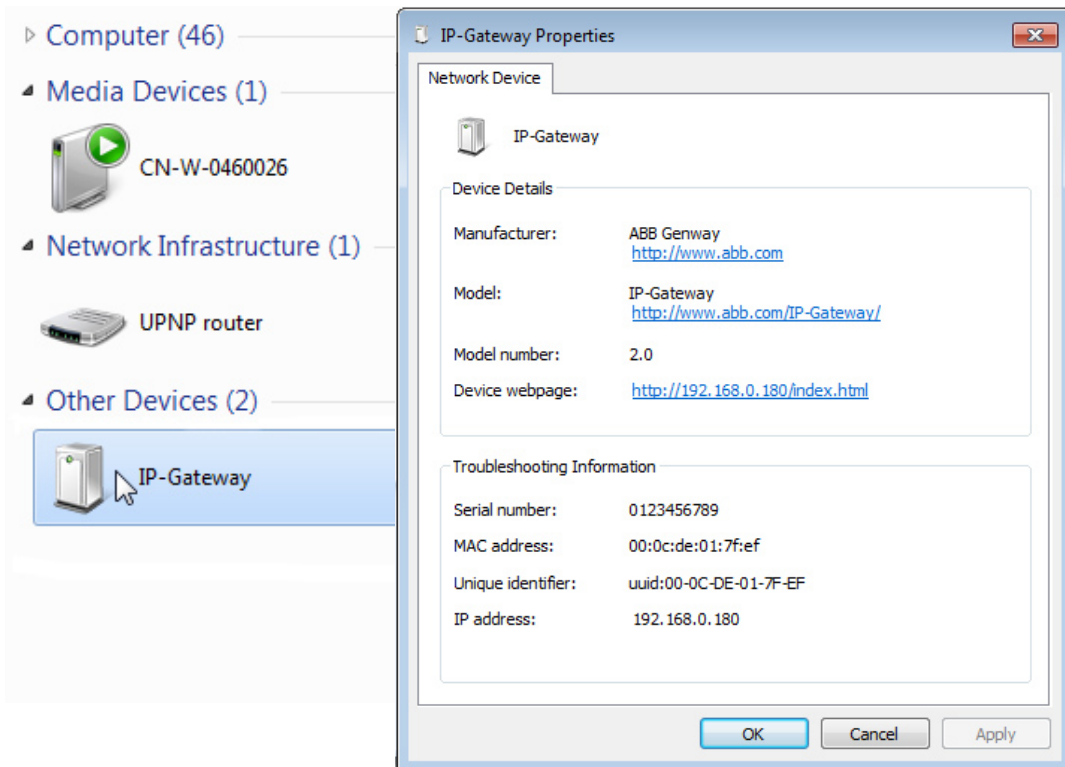 Computer (46)
Media Devices (1)
CN-W-0460026
Network Infrastructure (1)
UPNP router
Other Devices (2)
IP-Gateway
IP-Gateway Properties
Network Device
IP-Gateway
Device Details
Manufacturer: ABB Genway
http://www.abb.com
Model: IP-Gateway
http://www.abb.com/IP-Gateway/
Model number: 2.0
Device webpage: http://192.168.0.180/index.html
Troubleshooting Information
Serial number: 0123456789
MAC address: 00:0c:de:01:7f:ef
Unique identifier: uuid:00-0C-DE-01-7F-EF
IP address: 192.168.0.180
OK Cancel Apply